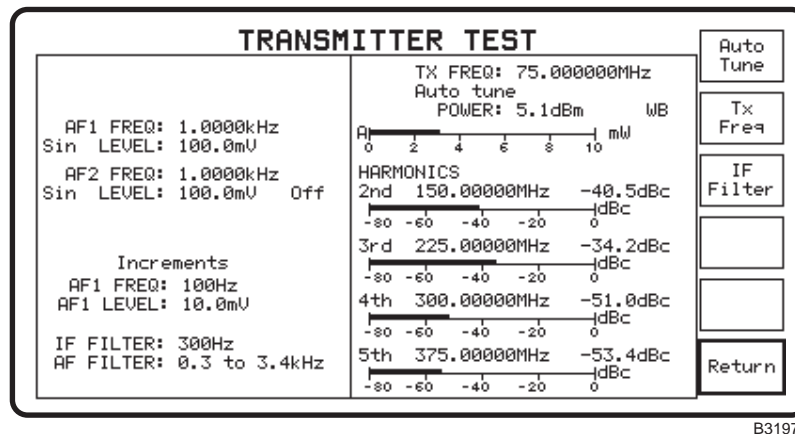 TRANSMITTER TEST
AF1 FREQ: 1.0000kHz
Sin LEVEL: 100.0mV
AF2 FREQ: 1.0000kHz
Sin LEVEL: 100.0mV Off
Increments
AF1 FREQ: 100Hz
AF1 LEVEL: 10.0mV
IF FILTER: 300Hz
AF FILTER: 0.3 to 3.4kHz
TX FREQ: 75.000000MHz
Auto tune
POWER: 5.1dBm WB
A mW
0 2 4 6 8 10
HARMONICS
2nd 150.00000MHz -40.5dBc
dBc
-80 -60 -40 -20 0
3rd 225.00000MHz -34.2dBc
dBc
-80 -60 -40 -20 0
4th 300.00000MHz -51.0dBc
dBc
-80 -60 -40 -20 0
5th 375.00000MHz -53.4dBc
dBc
-80 -60 -40 -20 0
Auto
Tune
Tx
Freq
IF
Filter
Return
B3197